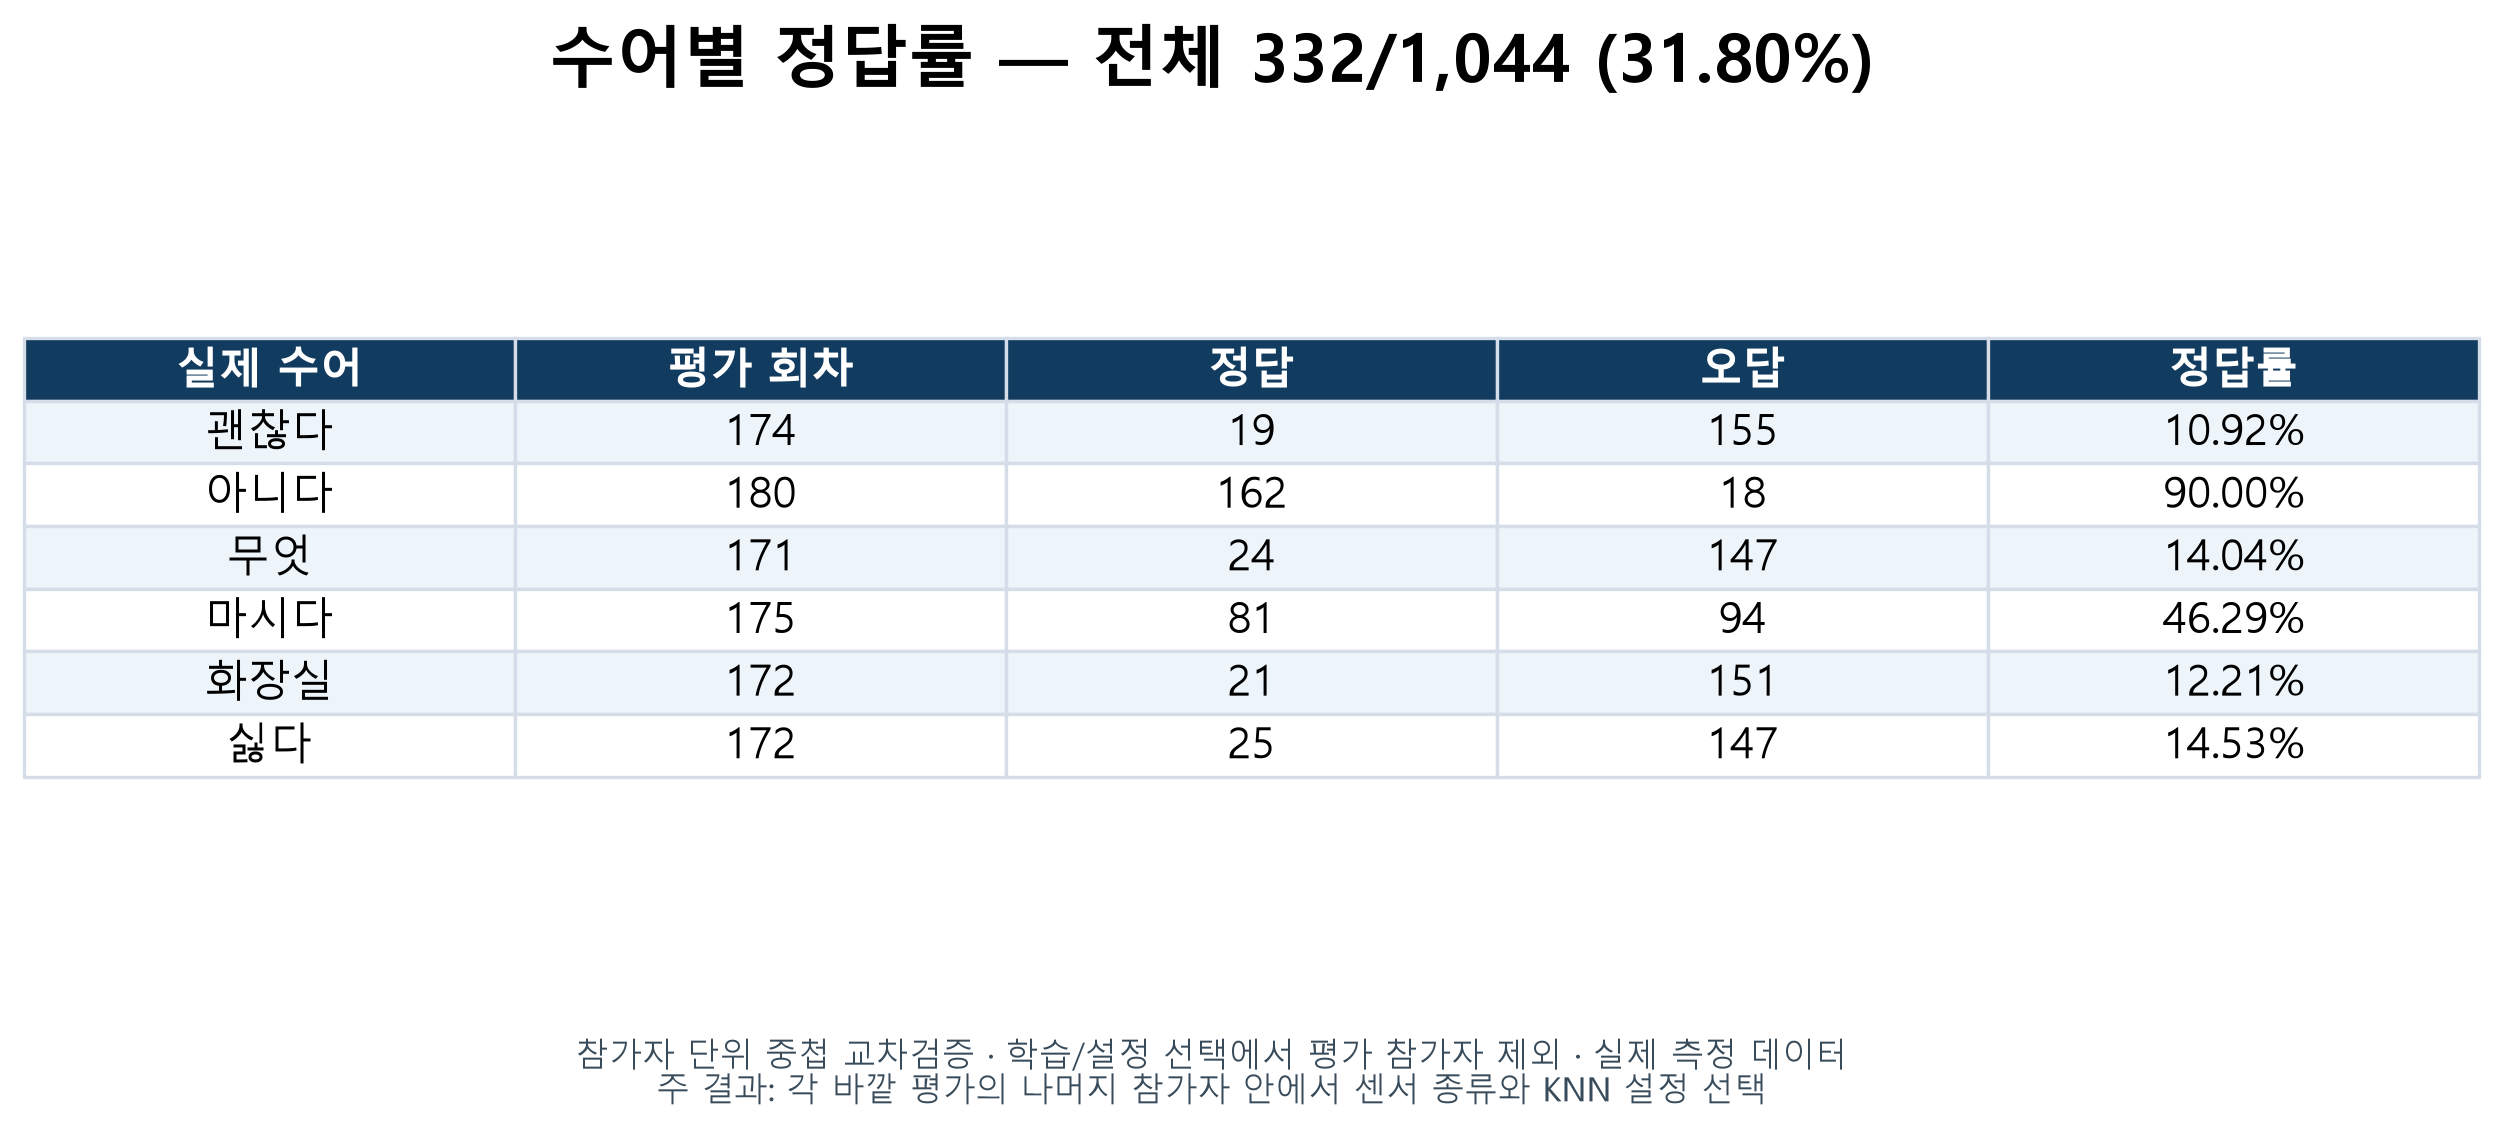 수어별 정답률 — 전체 332/1,044 (31.80%)
실제 수어 평형화 정답 오답 정답률
괜찮다 174 19 155 10.92%
아니다 180 162 18 90.00%
무엇 171 24 147 14.04%
마시다 175 81 94 46.29%
화장실 172 21 151 12.21%
싫다 172 25 147 14.53%
참가자 단위 중첩 교차검증 · 학습/설정 선택에서 평가 참가자 제외 · 실제 측정 데이터
주 결과: 각 바깥 평가의 나머지 참가자 안에서 센서 종류와 KNN 설정 선택